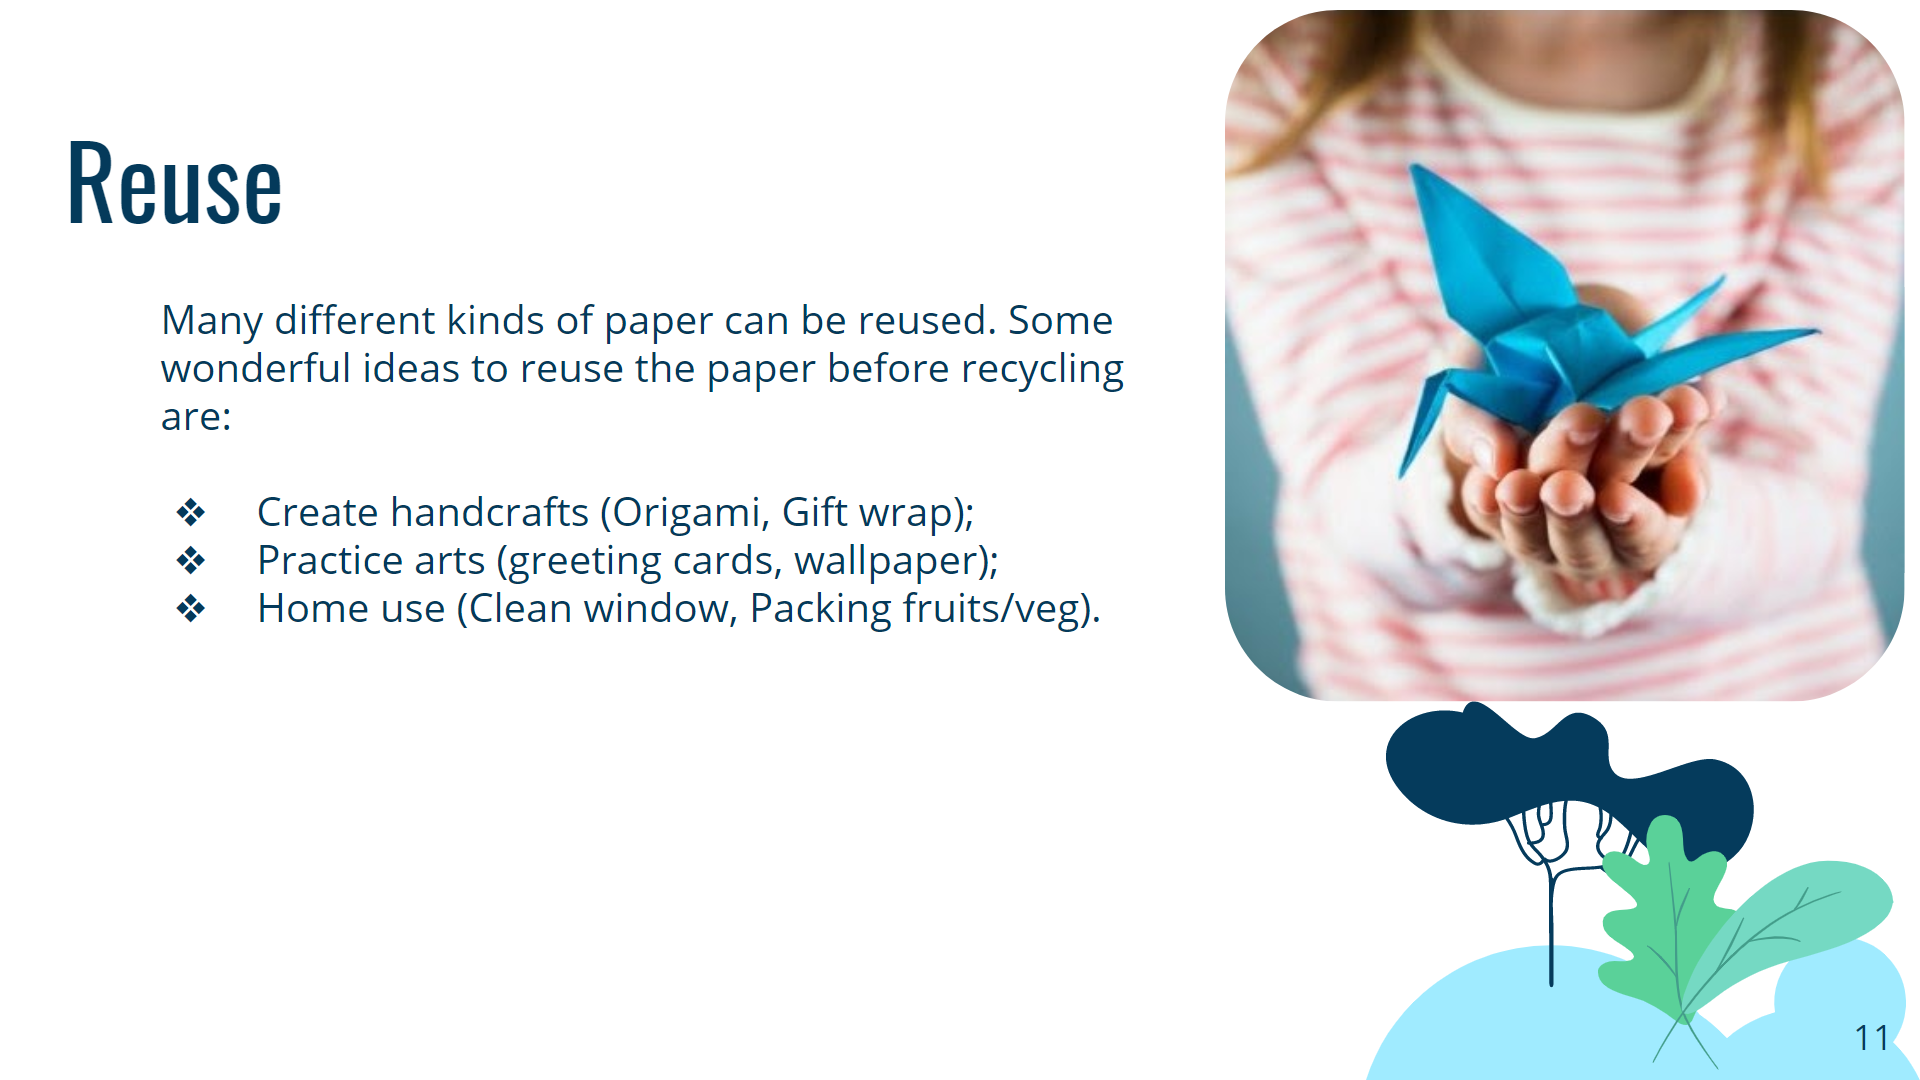 Reuse
Many different kinds of paper can be reused. Some
wonderful ideas to reuse the paper before recycling
are:
❖ Create handcrafts (Origami, Gift wrap);
❖ Practice arts (greeting cards, wallpaper);
❖ Home use (Clean window, Packing fruits/veg).
11